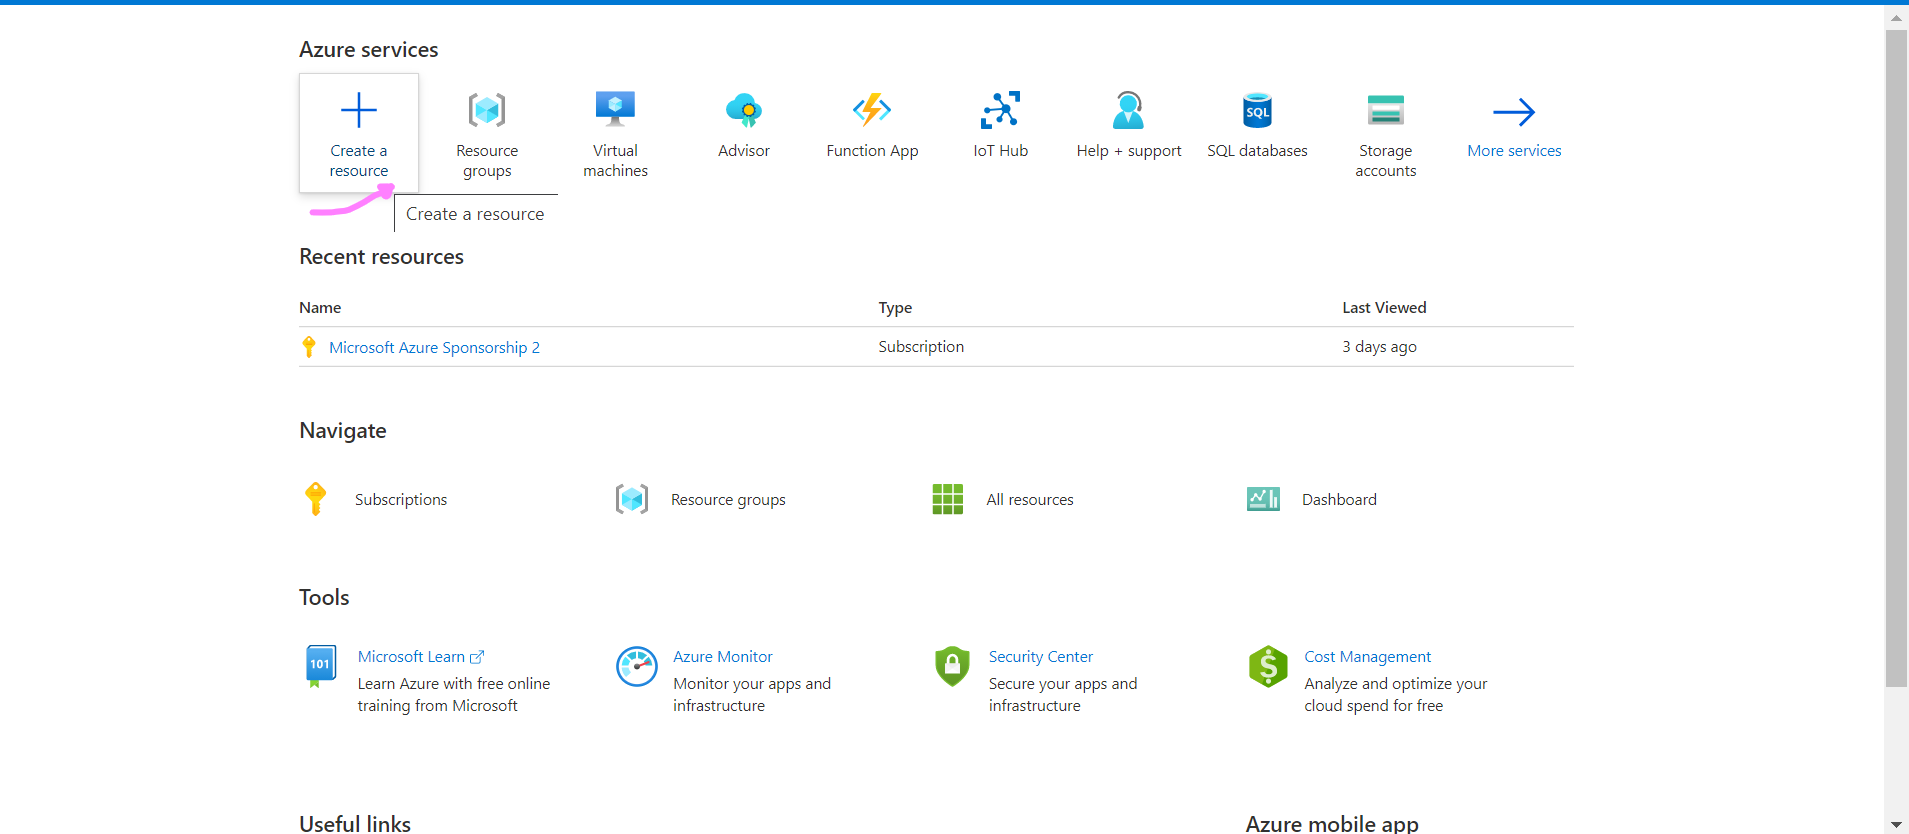 Azure services
Create a resource
Resource groups
Virtual machines
Advisor
Function App
IoT Hub
Help + support
SQL
SQL databases
Storage accounts
More services
Create a resource
Recent resources
Name Type Last Viewed
Microsoft Azure Sponsorship 2 Subscription 3 days ago
Navigate
Subscriptions
Resource groups
All resources
Dashboard
Tools
101
Microsoft Learn
Learn Azure with free online
training from Microsoft
Azure Monitor
Monitor your apps and
infrastructure
Security Center
Secure your apps and
infrastructure
$
Cost Management
Analyze and optimize your
cloud spend for free
Useful links
Azure mobile app